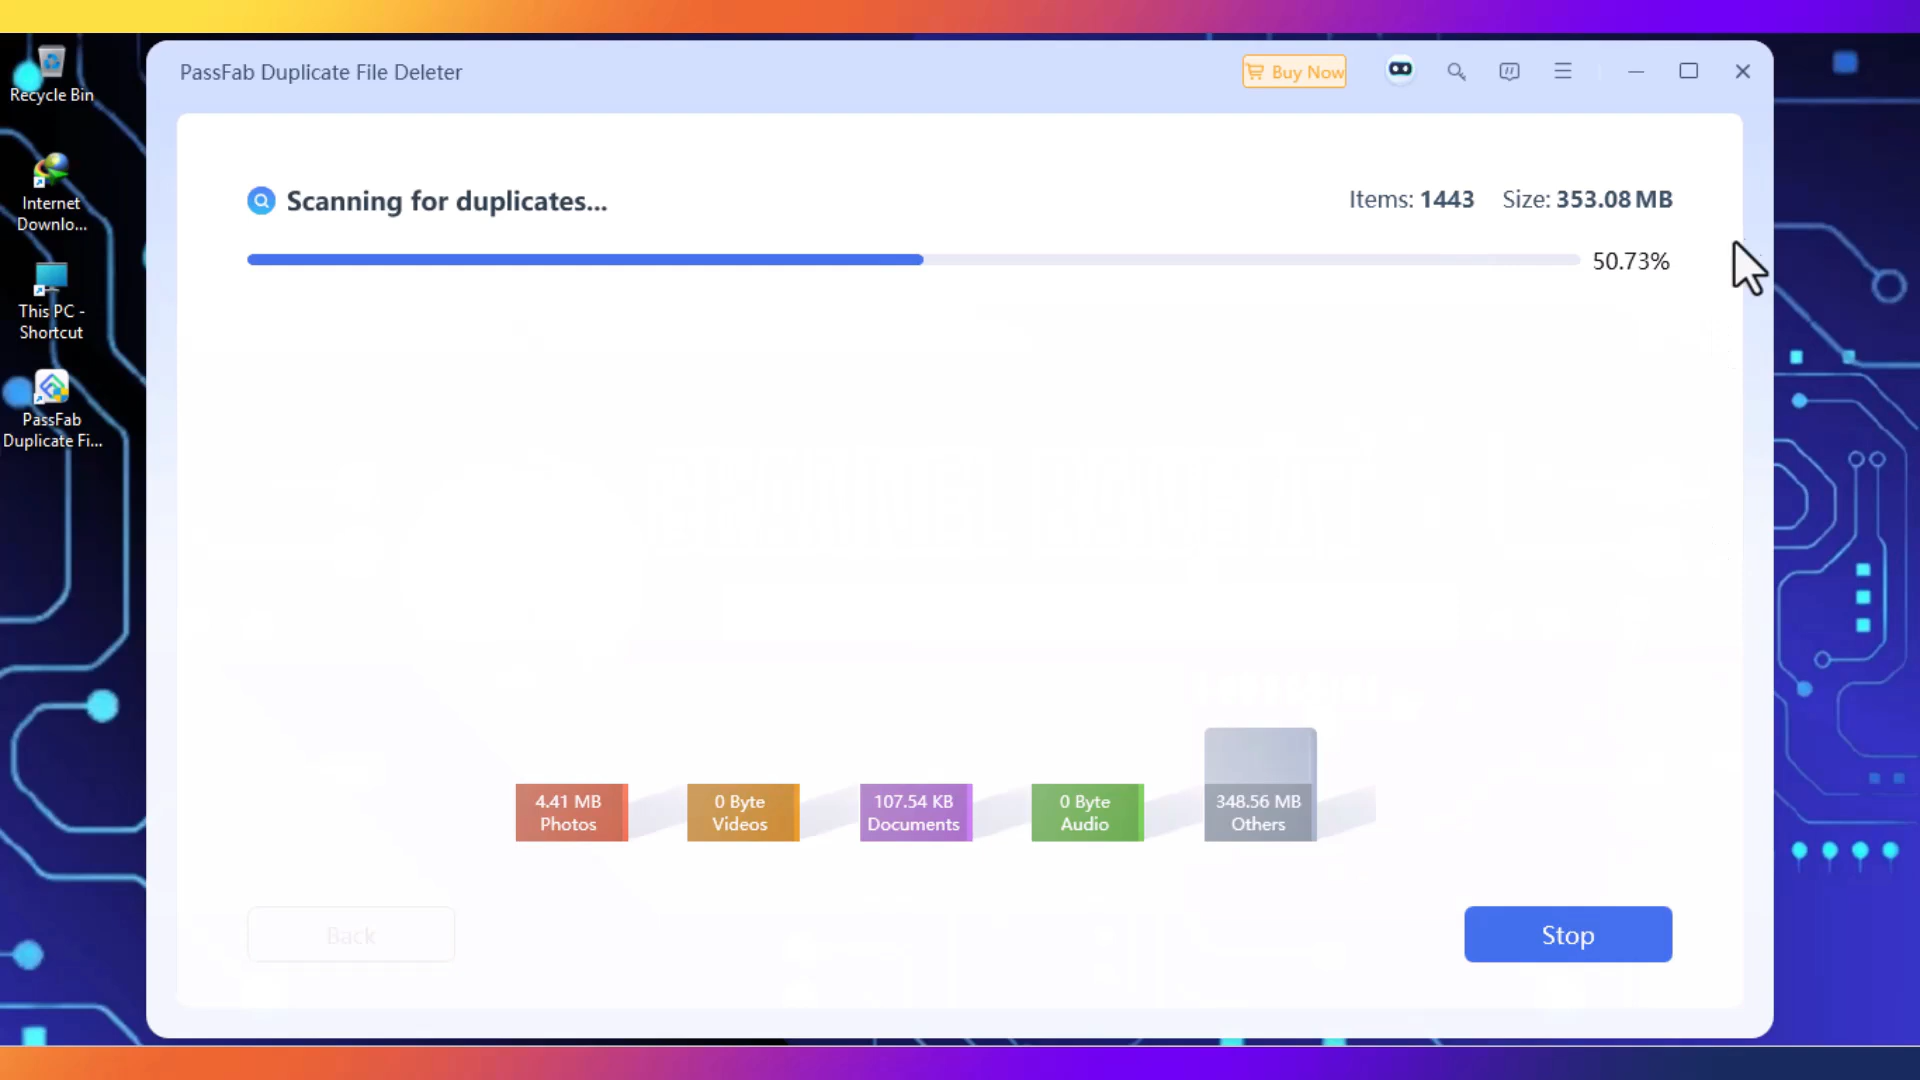 Recycle Bin
Internet
Downlo...
This PC -
Shortcut
PassFab
Duplicate Fi...
PassFab Duplicate File Deleter
Buy Now
Scanning for duplicates...
Items: 1443 Size: 353.08 MB
50.73%
4.41 MB
Photos
0 Byte
Videos
107.54 KB
Documents
0 Byte
Audio
348.56 MB
Others
Back
Stop